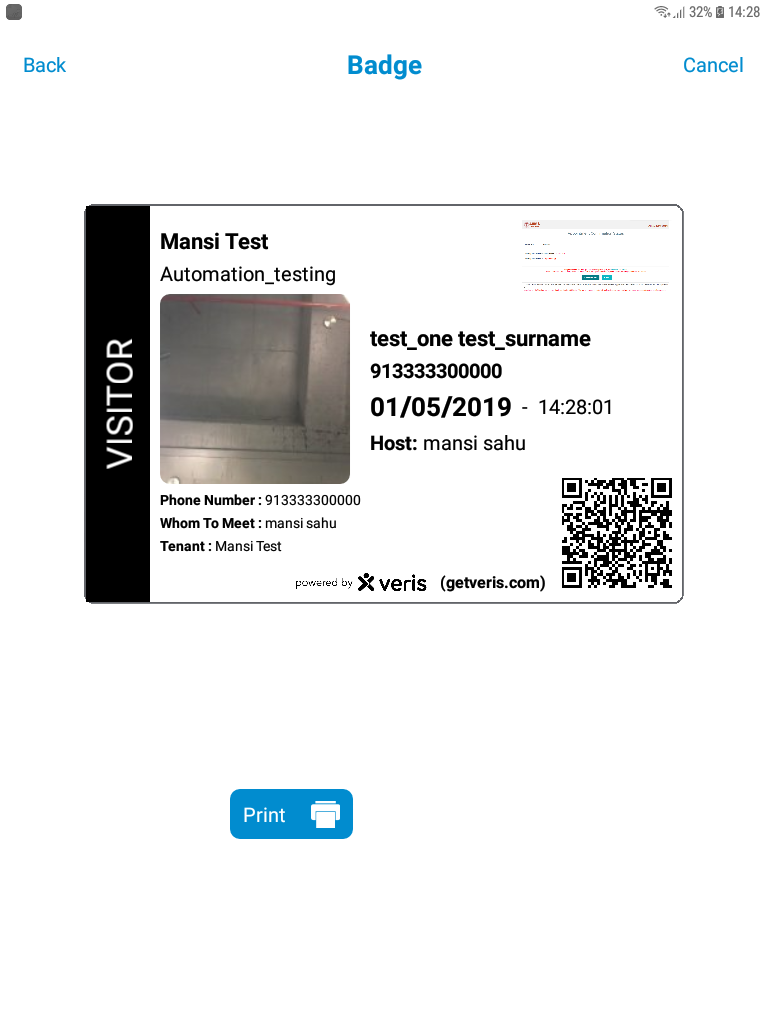 32% 14:28
Back Badge Cancel
VISITOR
Mansi Test
Automation_testing
test_one test_surname
913333300000
01/05/2019 - 14:28:01
Host: mansi sahu
Phone Number : 913333300000
Whom To Meet : mansi sahu
Tenant : Mansi Test
powered by veris (getveris.com)
Print